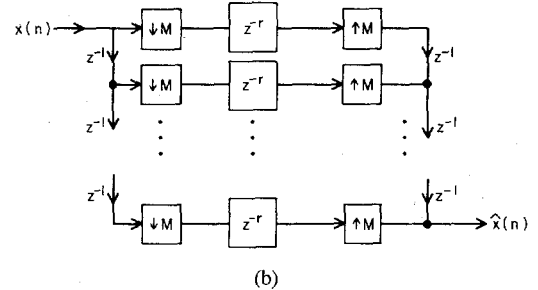 x(n) ↓M z⁻ʳ ↑M
z⁻¹ z⁻¹
↓M z⁻ʳ ↑M
z⁻¹ z⁻¹
z⁻¹ z⁻¹
↓M z⁻ʳ ↑M x̂(n)
(b)